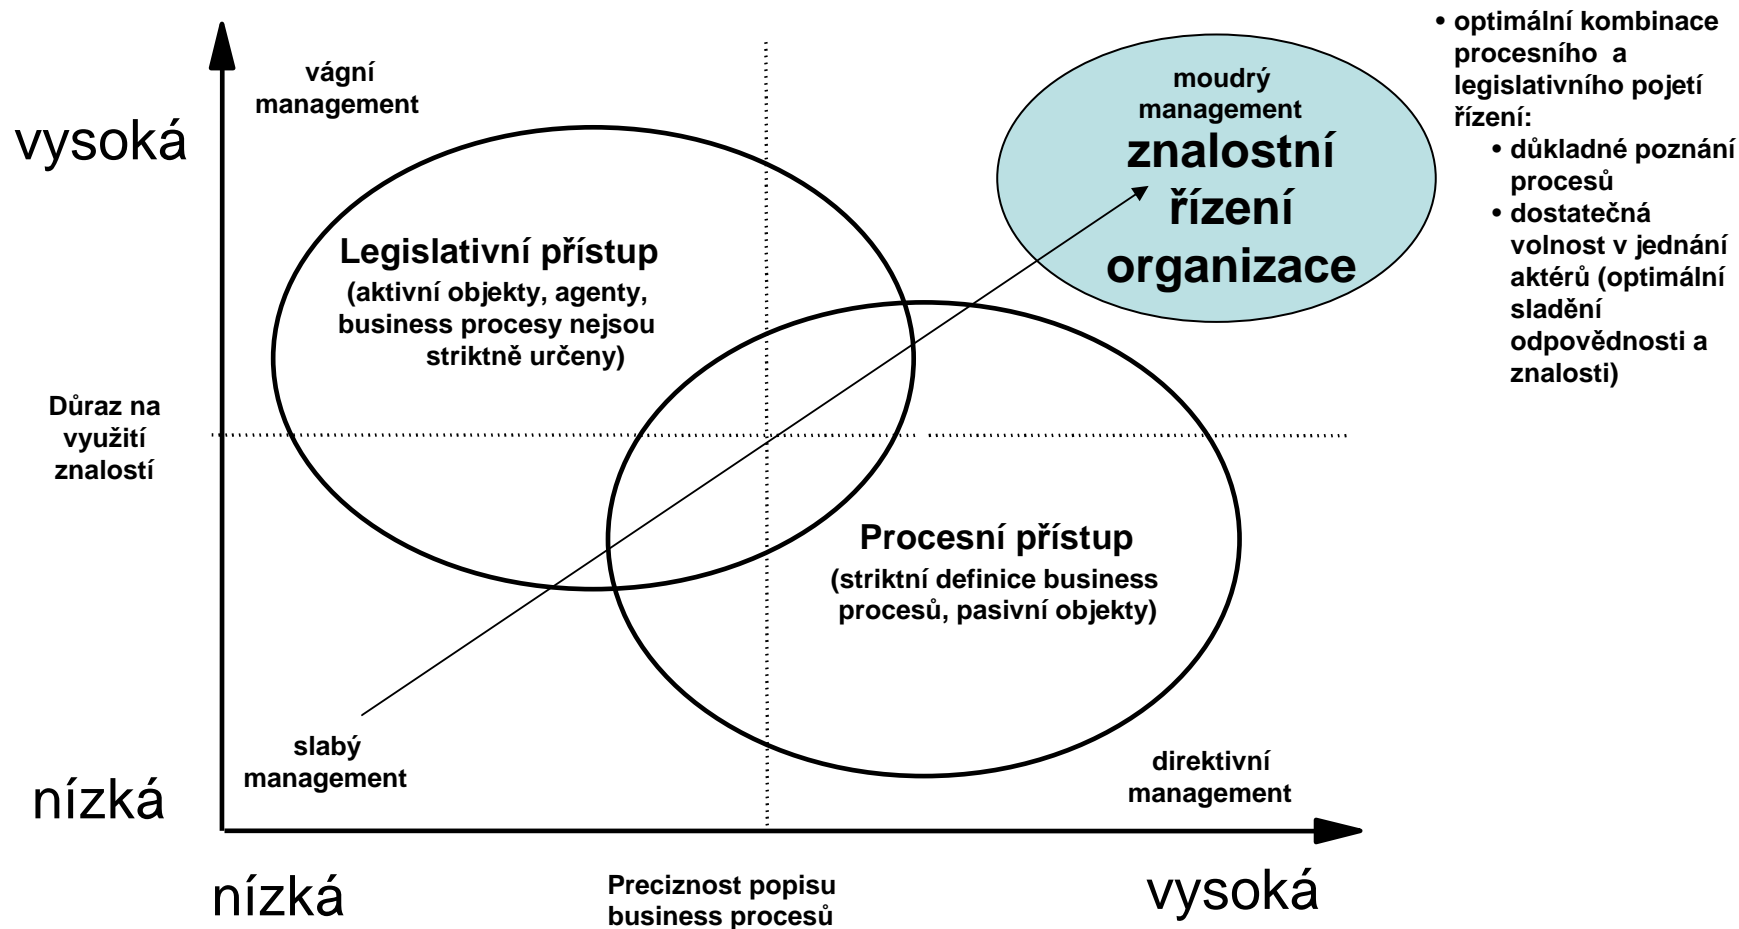 vysoká
vágní
management
moudrý
management
znalostní
řízení
organizace
• optimální kombinace
procesního a
legislativního pojetí
řízení:
• důkladné poznání
procesů
• dostatečná
volnost v jednání
aktérů (optimální
sladění
odpovědnosti a
znalosti)
Legislativní přístup
(aktivní objekty, agenty,
business procesy nejsou
striktně určeny)
Důraz na
využití
znalostí
Procesní přístup
(striktní definice business
procesů, pasivní objekty)
slabý
management
direktivní
management
nízká
nízká
Preciznost popisu
business procesů
vysoká